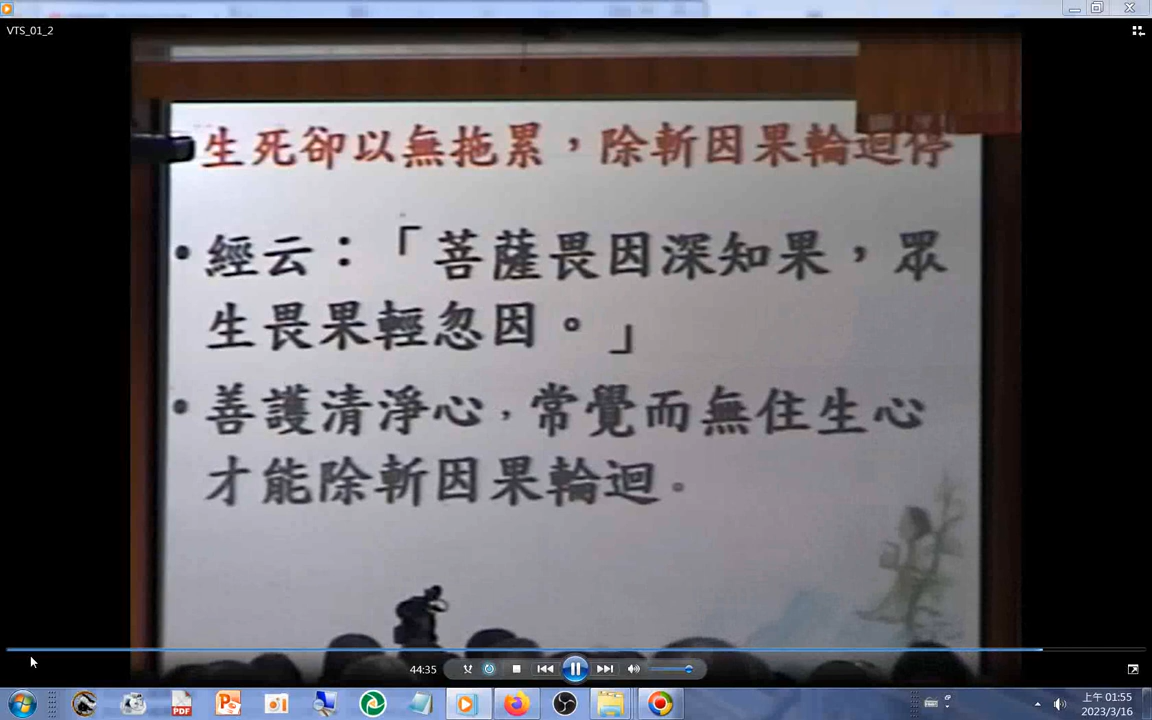 VTS_01_2
生死卻以無拖累，除斬因果輪迴停
•經云：「菩薩畏因深知果，眾
生畏果輕忽因。」
•善護清淨心，常覺而無住生心
才能除斬因果輪迴。
44:35
上午 01:55
2023/3/16